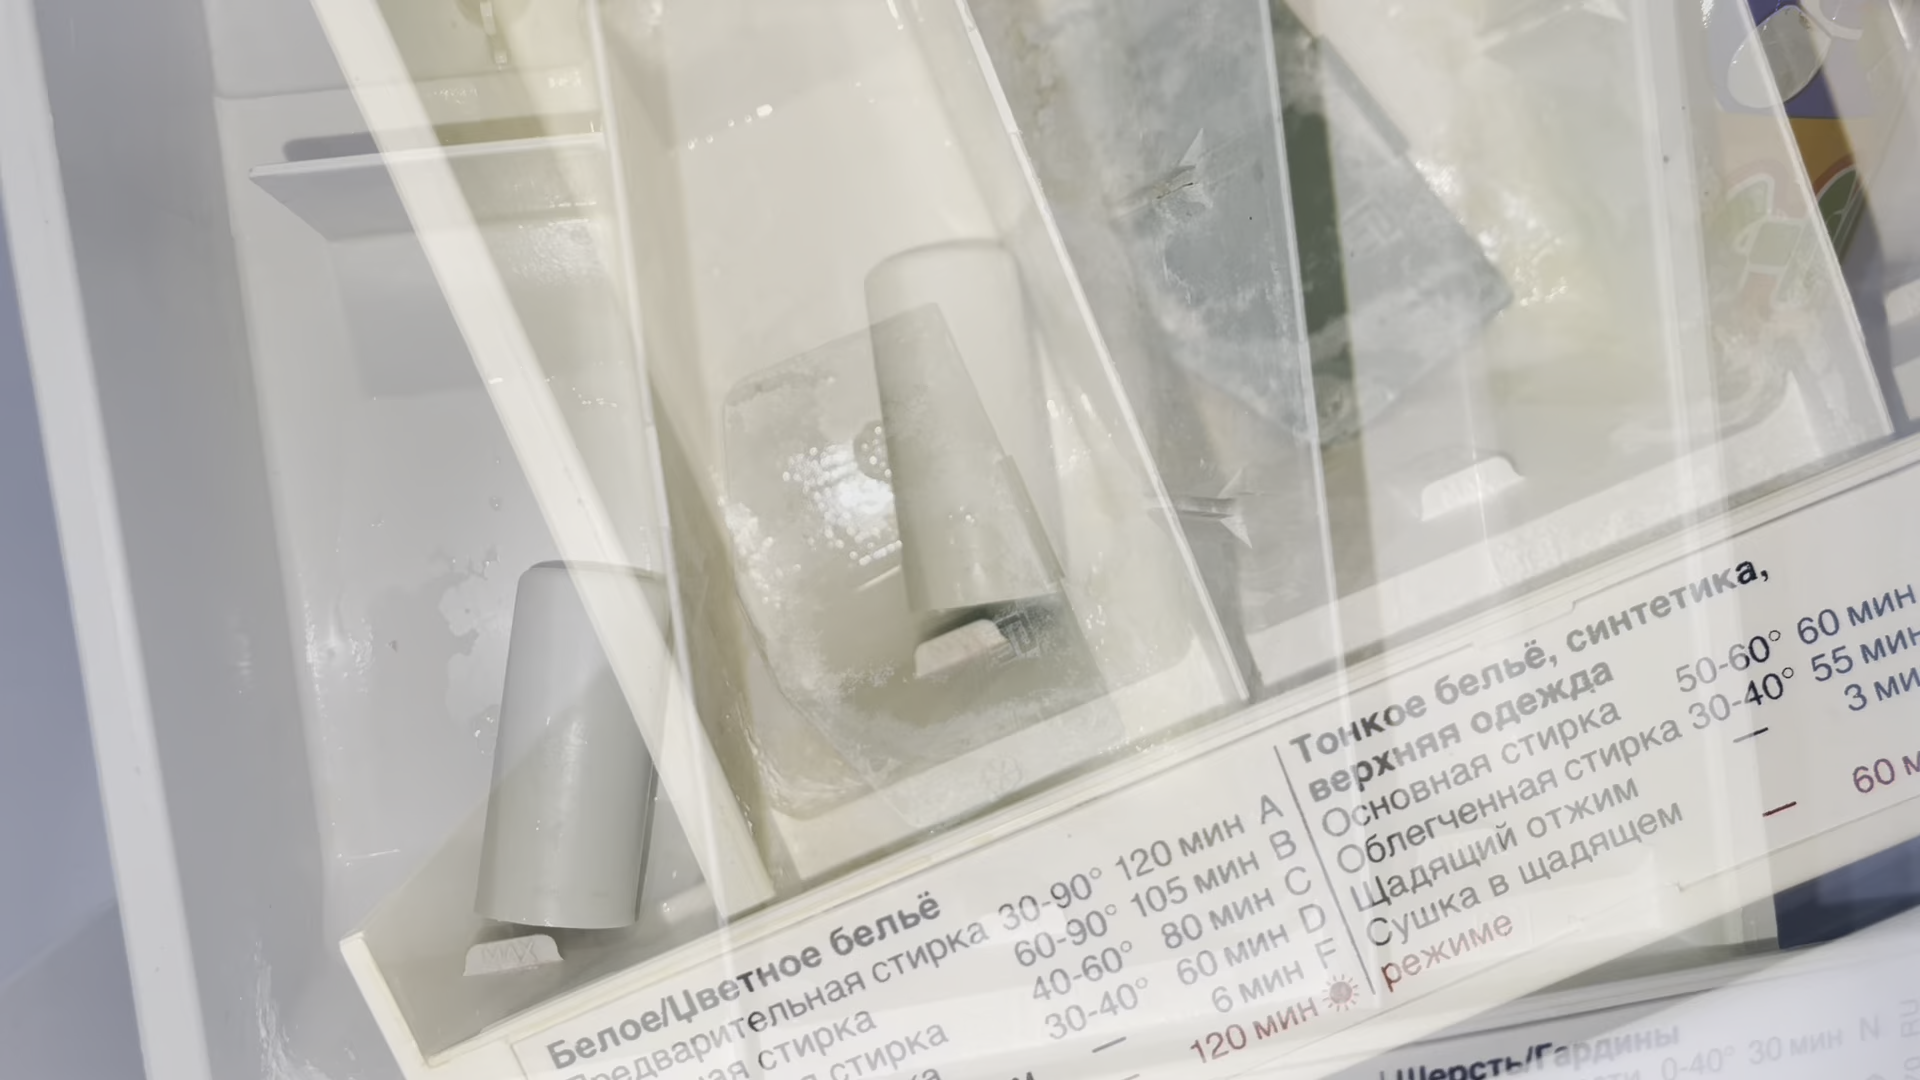 MAX
Белое/Цветное бельё
Предварительная стирка 30-90° 120 мин A
стирка 60-90° 105 мин B
стирка 40-60° 80 мин C
30-40° 60 мин D
— 6 мин F
120 мин
Тонкое бельё, синтетика,
верхняя одежда
Основная стирка 50-60° 60 мин
Облегченная стирка 30-40° 55 мин
Щадящий отжим — 3
Сушка в щадящем
режиме — 60
Шерсть/Гардины
0-40° 30 мин N
RU